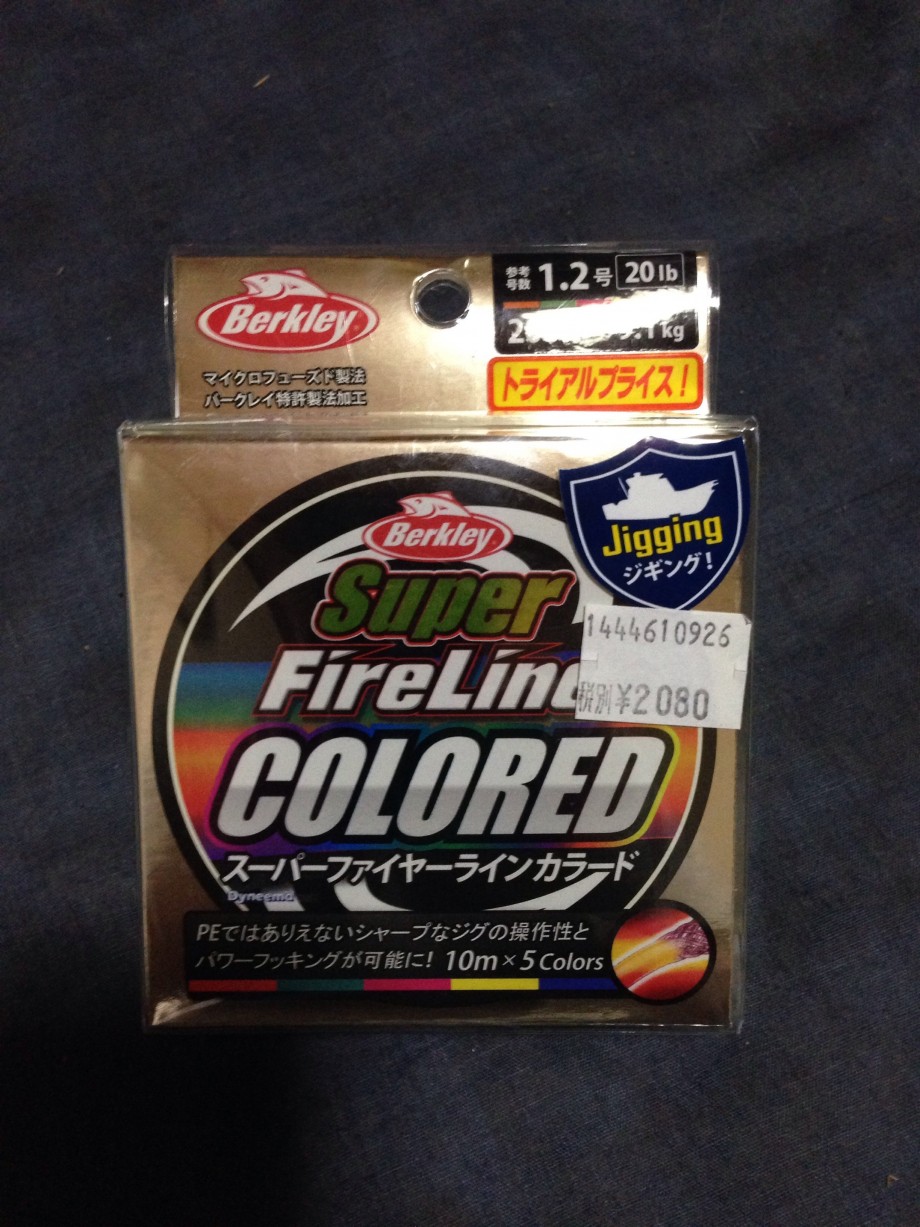 Berkley
マイクロフューズド製法
バークレイ特許製法加工
参考号数 1.2号 20lb
kg
トライアルプライス!
Jigging
ジギング!
Berkley
Super
FireLine
COLORED
スーパーファイヤーラインカラード
Dyneema
1444610926
税別¥2080
PEではありえないシャープなジグの操作性と
パワーフッキングが可能に! 10m×5Colors